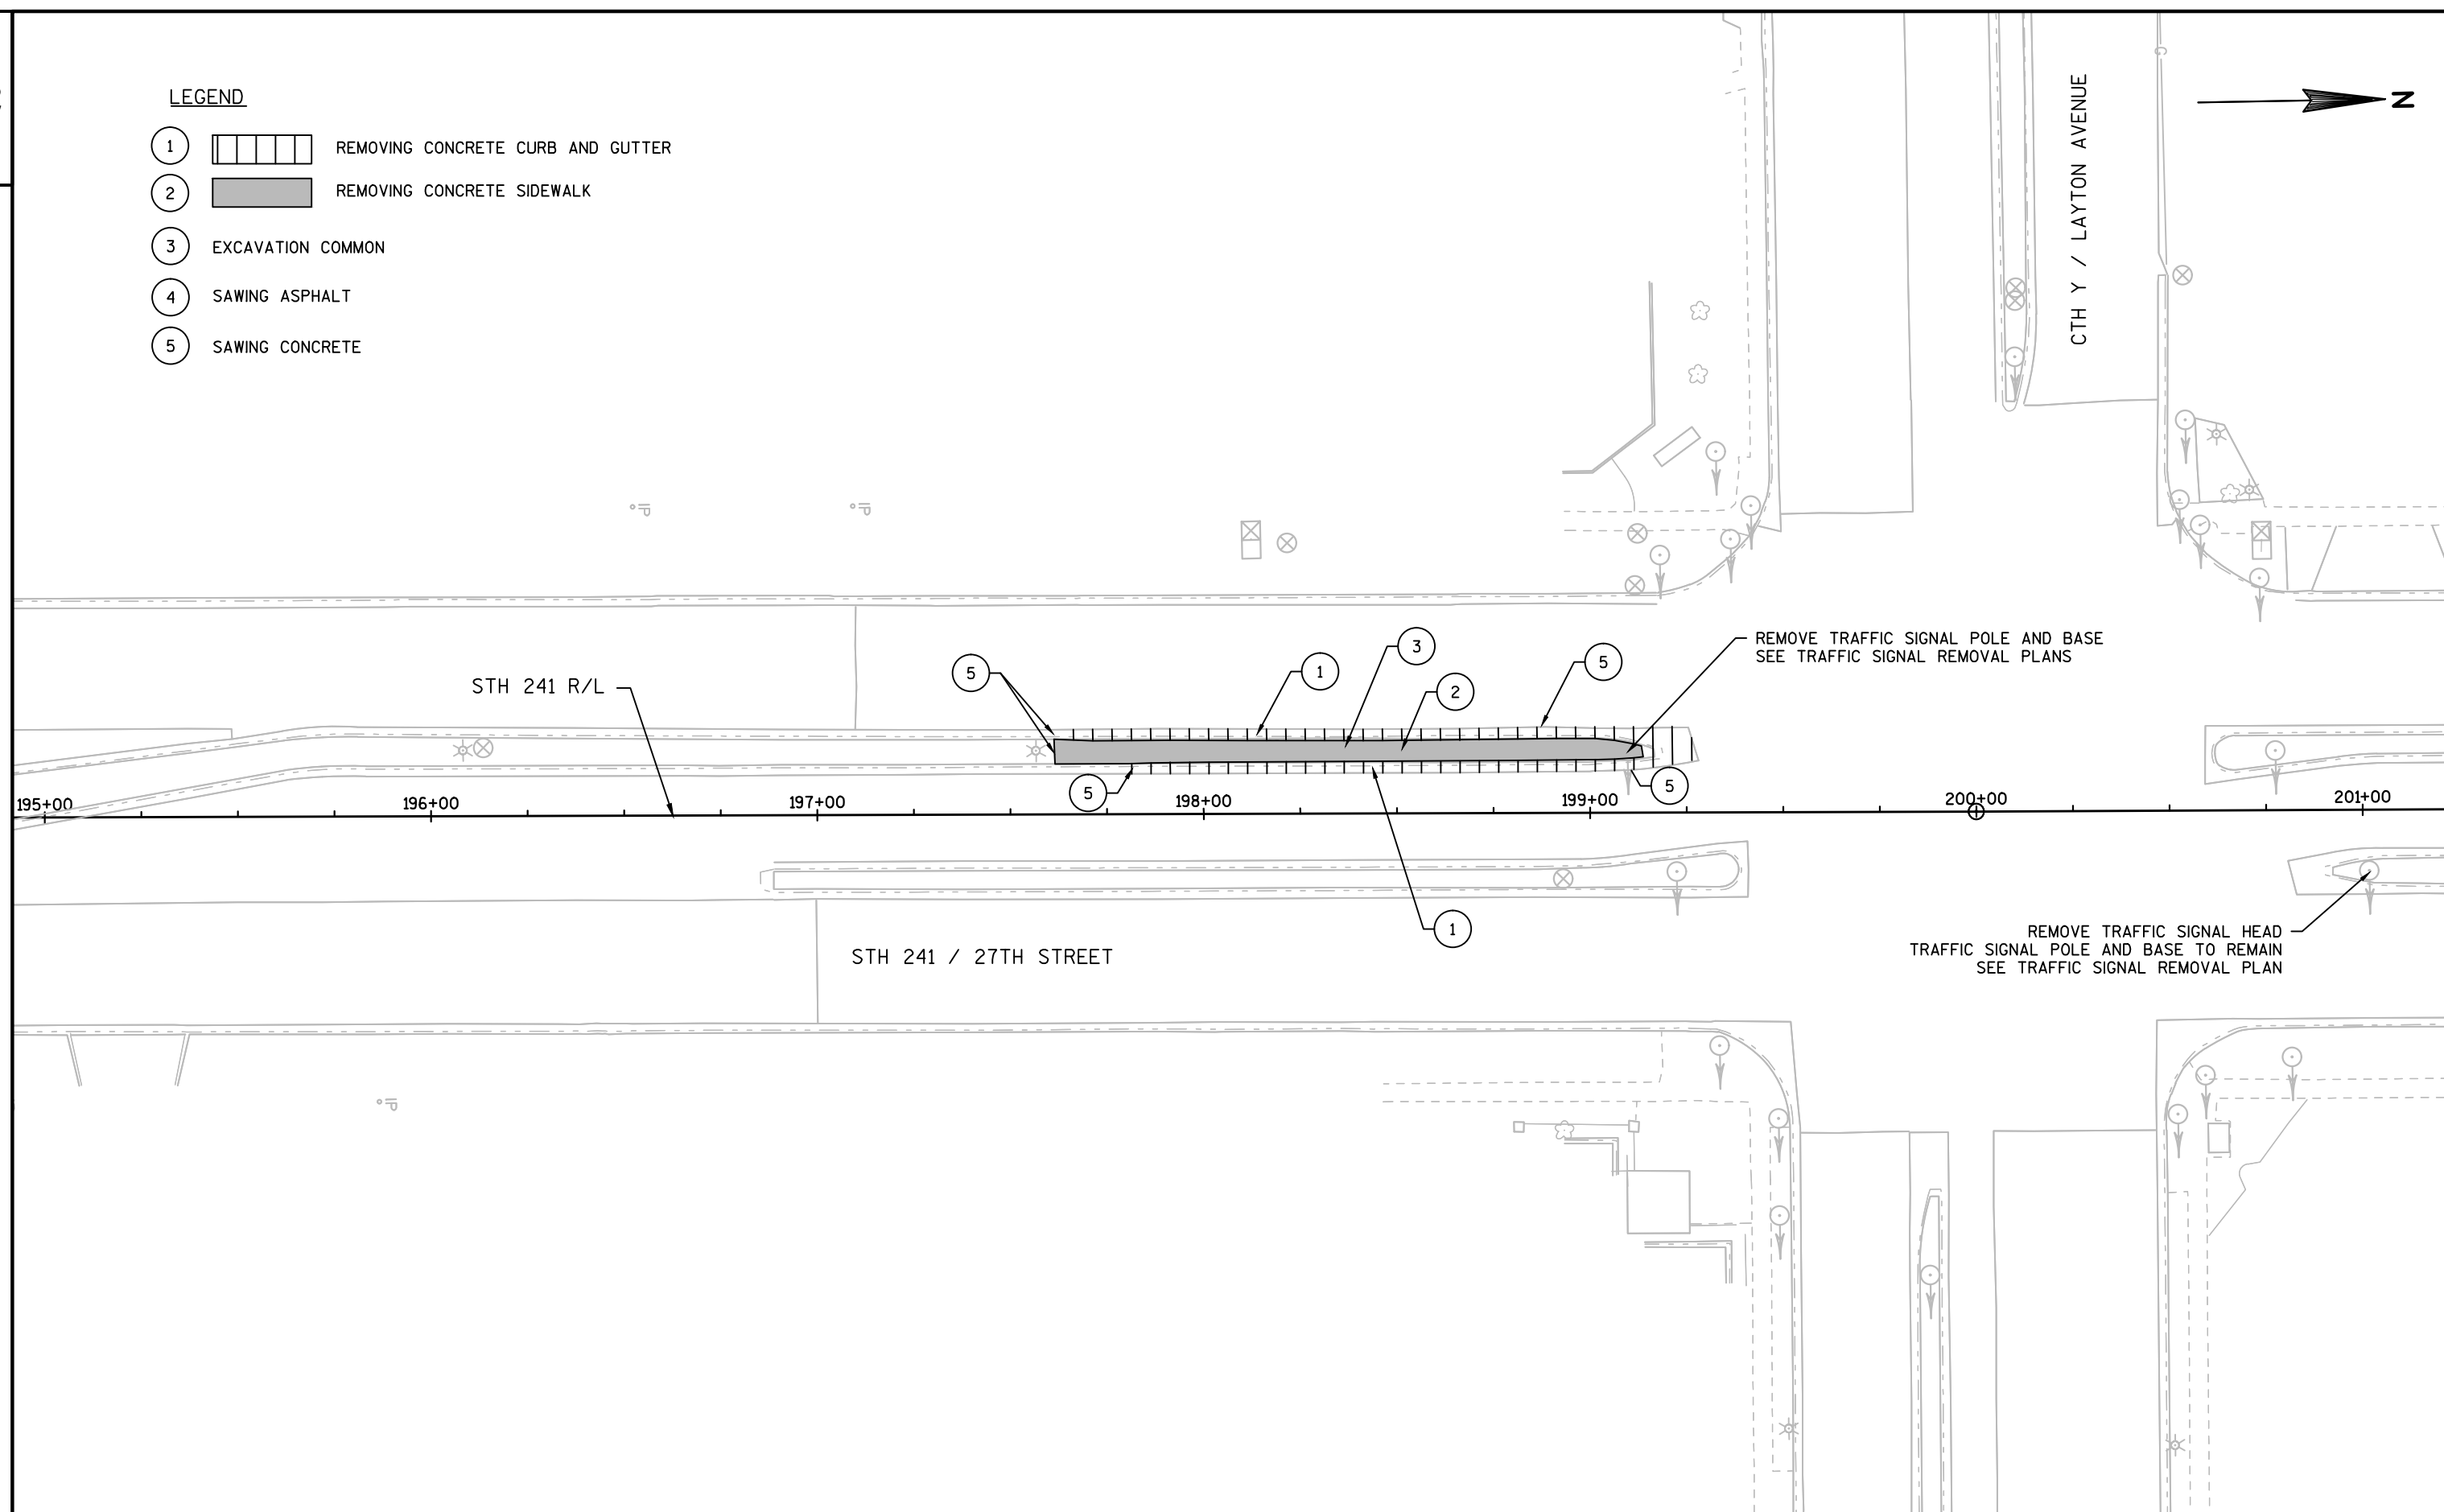 LEGEND
1 REMOVING CONCRETE CURB AND GUTTER
2 REMOVING CONCRETE SIDEWALK
3 EXCAVATION COMMON
4 SAWING ASPHALT
5 SAWING CONCRETE
CTH Y / LAYTON AVENUE
N
G
IP
IP
REMOVE TRAFFIC SIGNAL POLE AND BASE
SEE TRAFFIC SIGNAL REMOVAL PLANS
3
5
1
5
2
STH 241 R/L
5
5
195+00
196+00
197+00
198+00
199+00
200+00
201+00
1
REMOVE TRAFFIC SIGNAL HEAD
TRAFFIC SIGNAL POLE AND BASE TO REMAIN
SEE TRAFFIC SIGNAL REMOVAL PLAN
STH 241 / 27TH STREET
IP